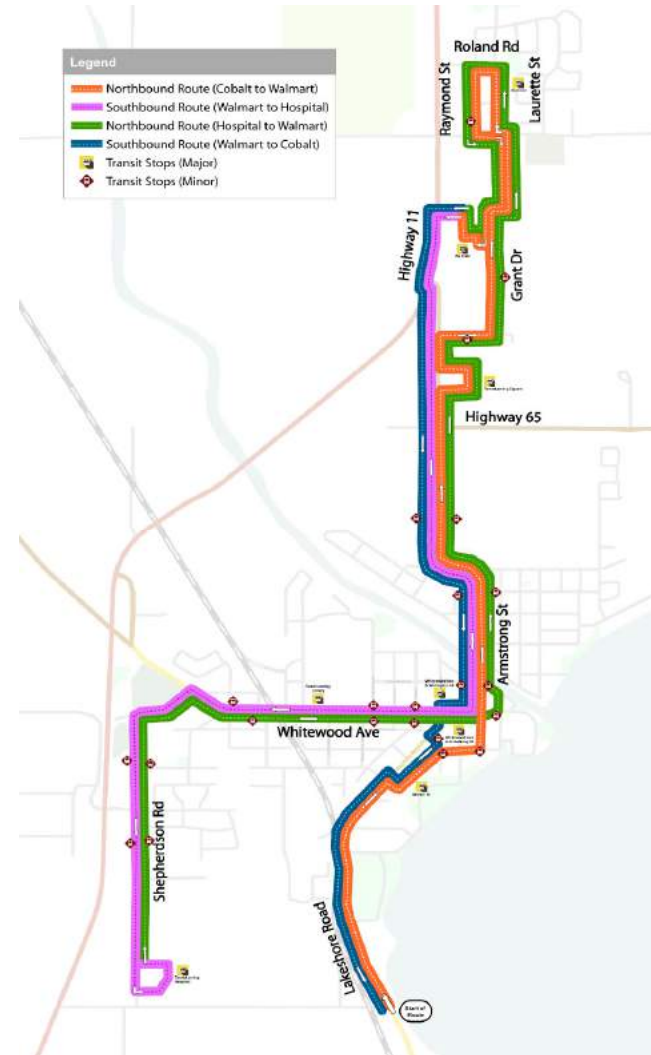 Legend
Northbound Route (Cobalt to Walmart)
Southbound Route (Walmart to Hospital)
Northbound Route (Hospital to Walmart)
Southbound Route (Walmart to Cobalt)
Transit Stops (Major)
Transit Stops (Minor)
Roland Rd
Raymond St
Laurette St
Highway 11
Grant Dr
Highway 65
Armstrong St
Whitewood Ave
Shepherdson Rd
Lakeshore Road
Start of
Route